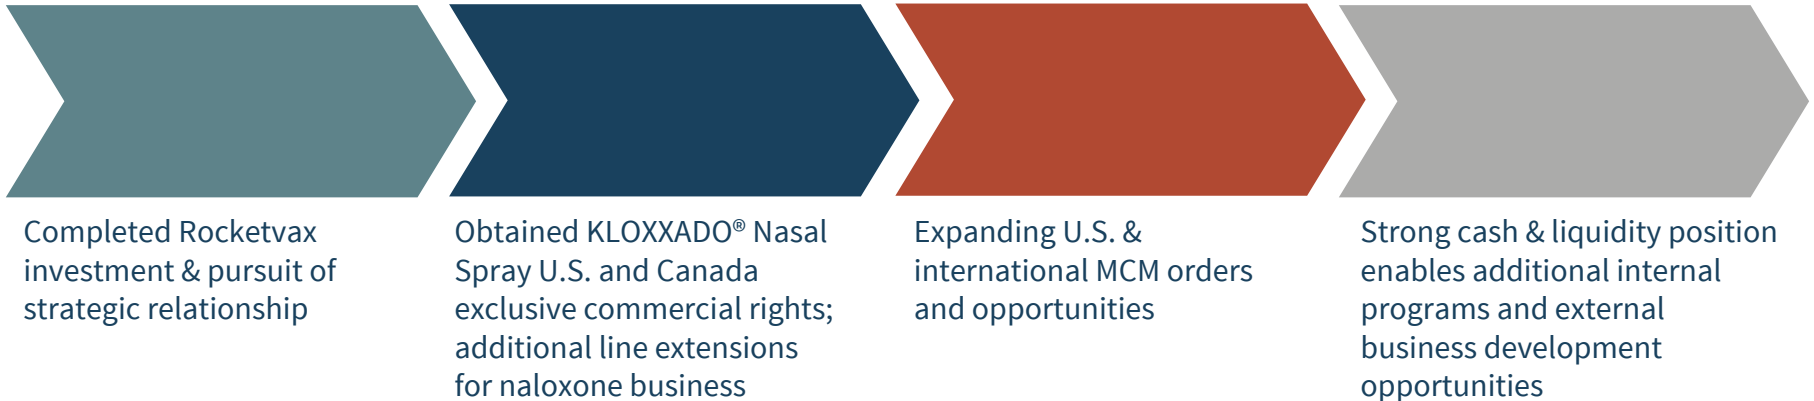 Completed Rocketvax
investment & pursuit of
strategic relationship
Obtained KLOXXADO® Nasal
Spray U.S. and Canada
exclusive commercial rights;
additional line extensions
for naloxone business
Expanding U.S. &
international MCM orders
and opportunities
Strong cash & liquidity position
enables additional internal
programs and external
business development
opportunities